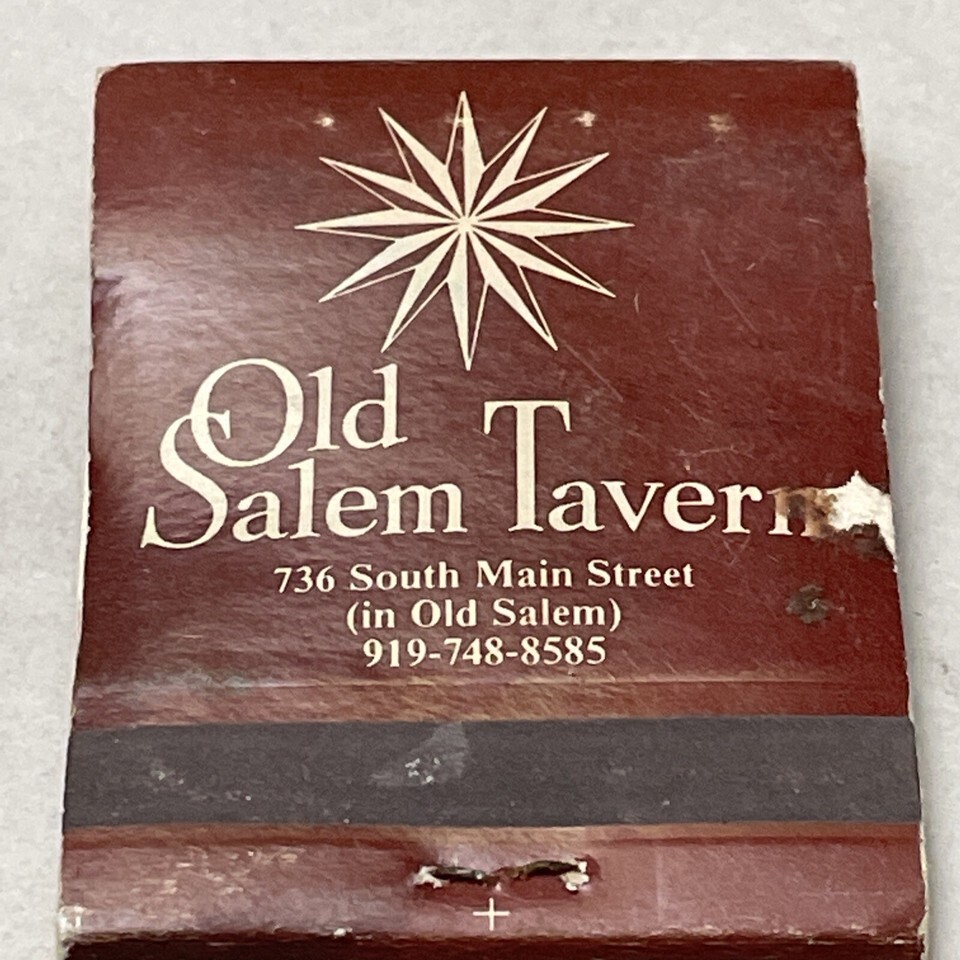 Old
Salem Tavern
736 South Main Street
(in Old Salem)
919-748-8585